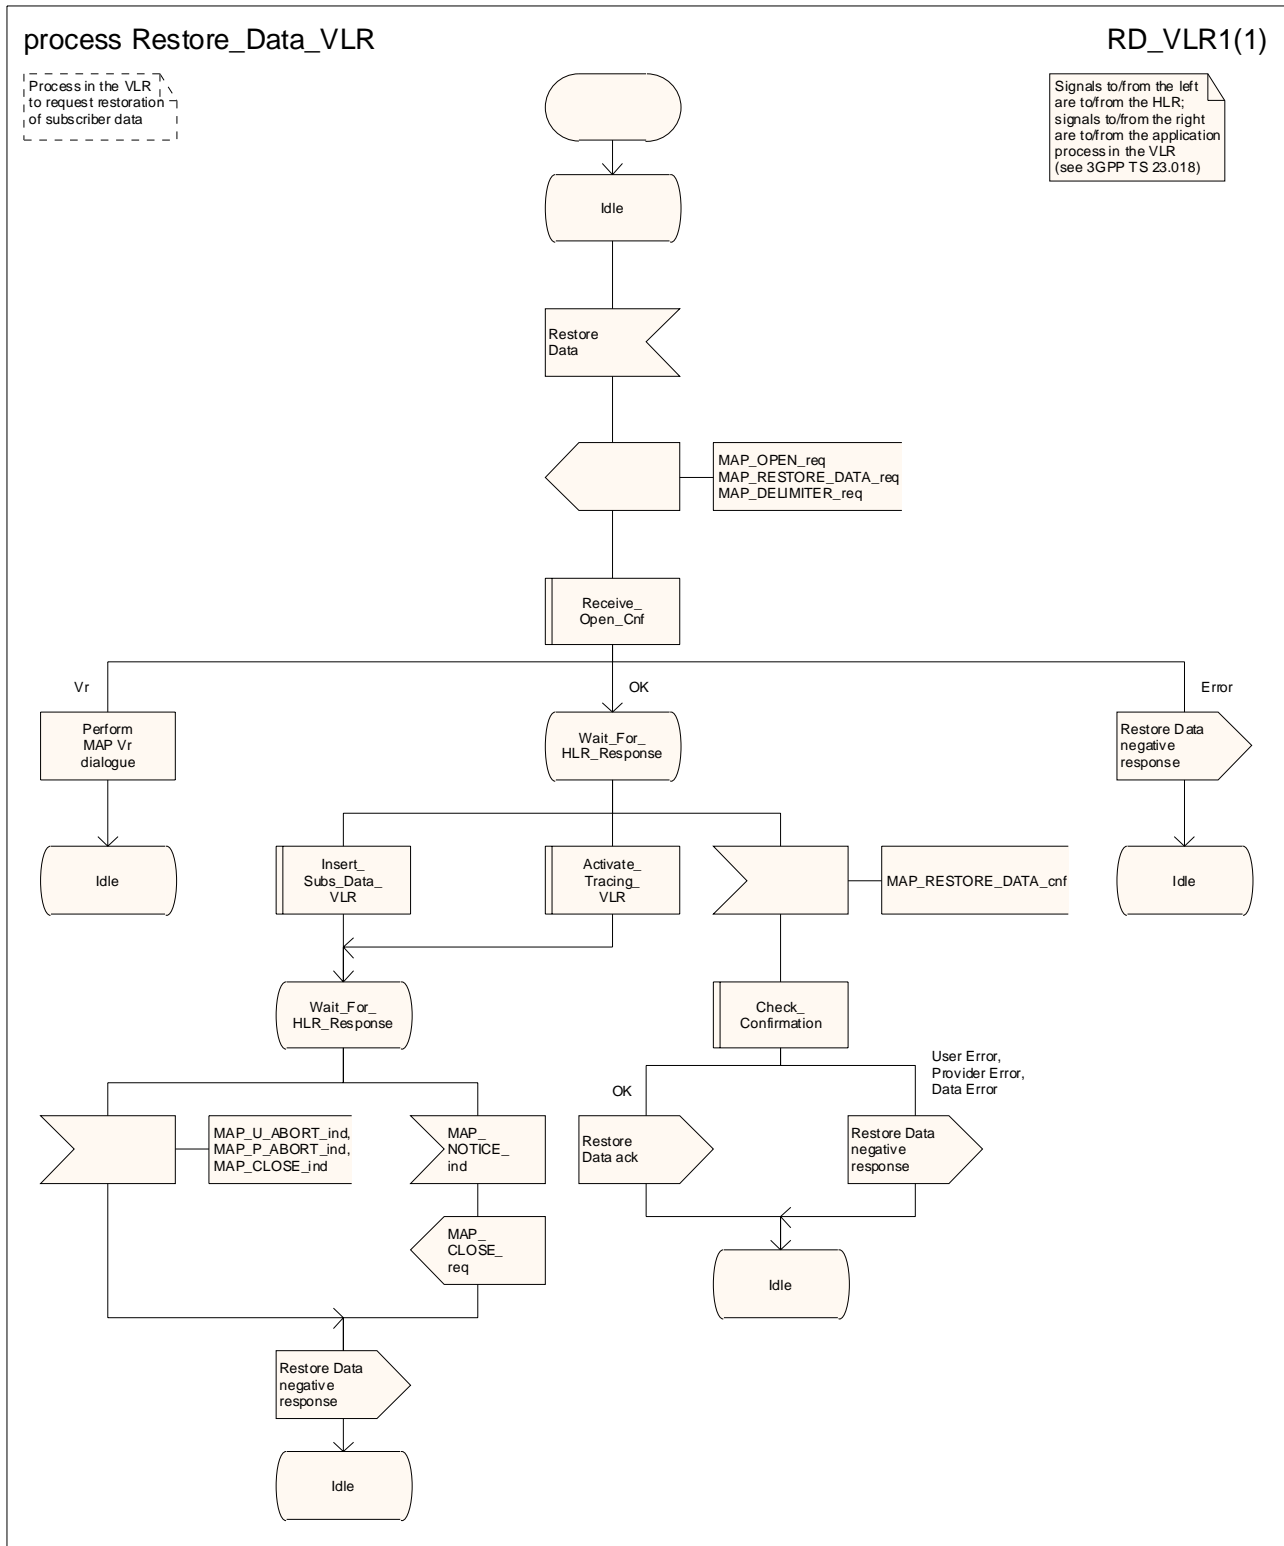 process Restore_Data_VLR
RD_VLR1(1)
Process in the VLR
to request restoration
of subscriber data
Signals to/from the left
are to/from the HLR;
signals to/from the right
are to/from the application
process in the VLR
(see 3GPP TS 23.018)
Idle
Restore
Data
MAP_OPEN_req
MAP_RESTORE_DATA_req
MAP_DELIMITER_req
Receive_
Open_Cnf
Vr
OK
Error
Perform
MAP Vr
dialogue
Wait_For_
HLR_Response
Restore Data
negative
response
Idle
Insert_
Subs_Data_
VLR
Activate_
Tracing_
VLR
MAP_RESTORE_DATA_cnf
Idle
Wait_For_
HLR_Response
Check_
Confirmation
OK
User Error,
Provider Error,
Data Error
MAP_U_ABORT_ind,
MAP_P_ABORT_ind,
MAP_CLOSE_ind
MAP_
NOTICE_
ind
Restore
Data ack
Restore Data
negative
response
MAP_
CLOSE_
req
Idle
Restore Data
negative
response
Idle